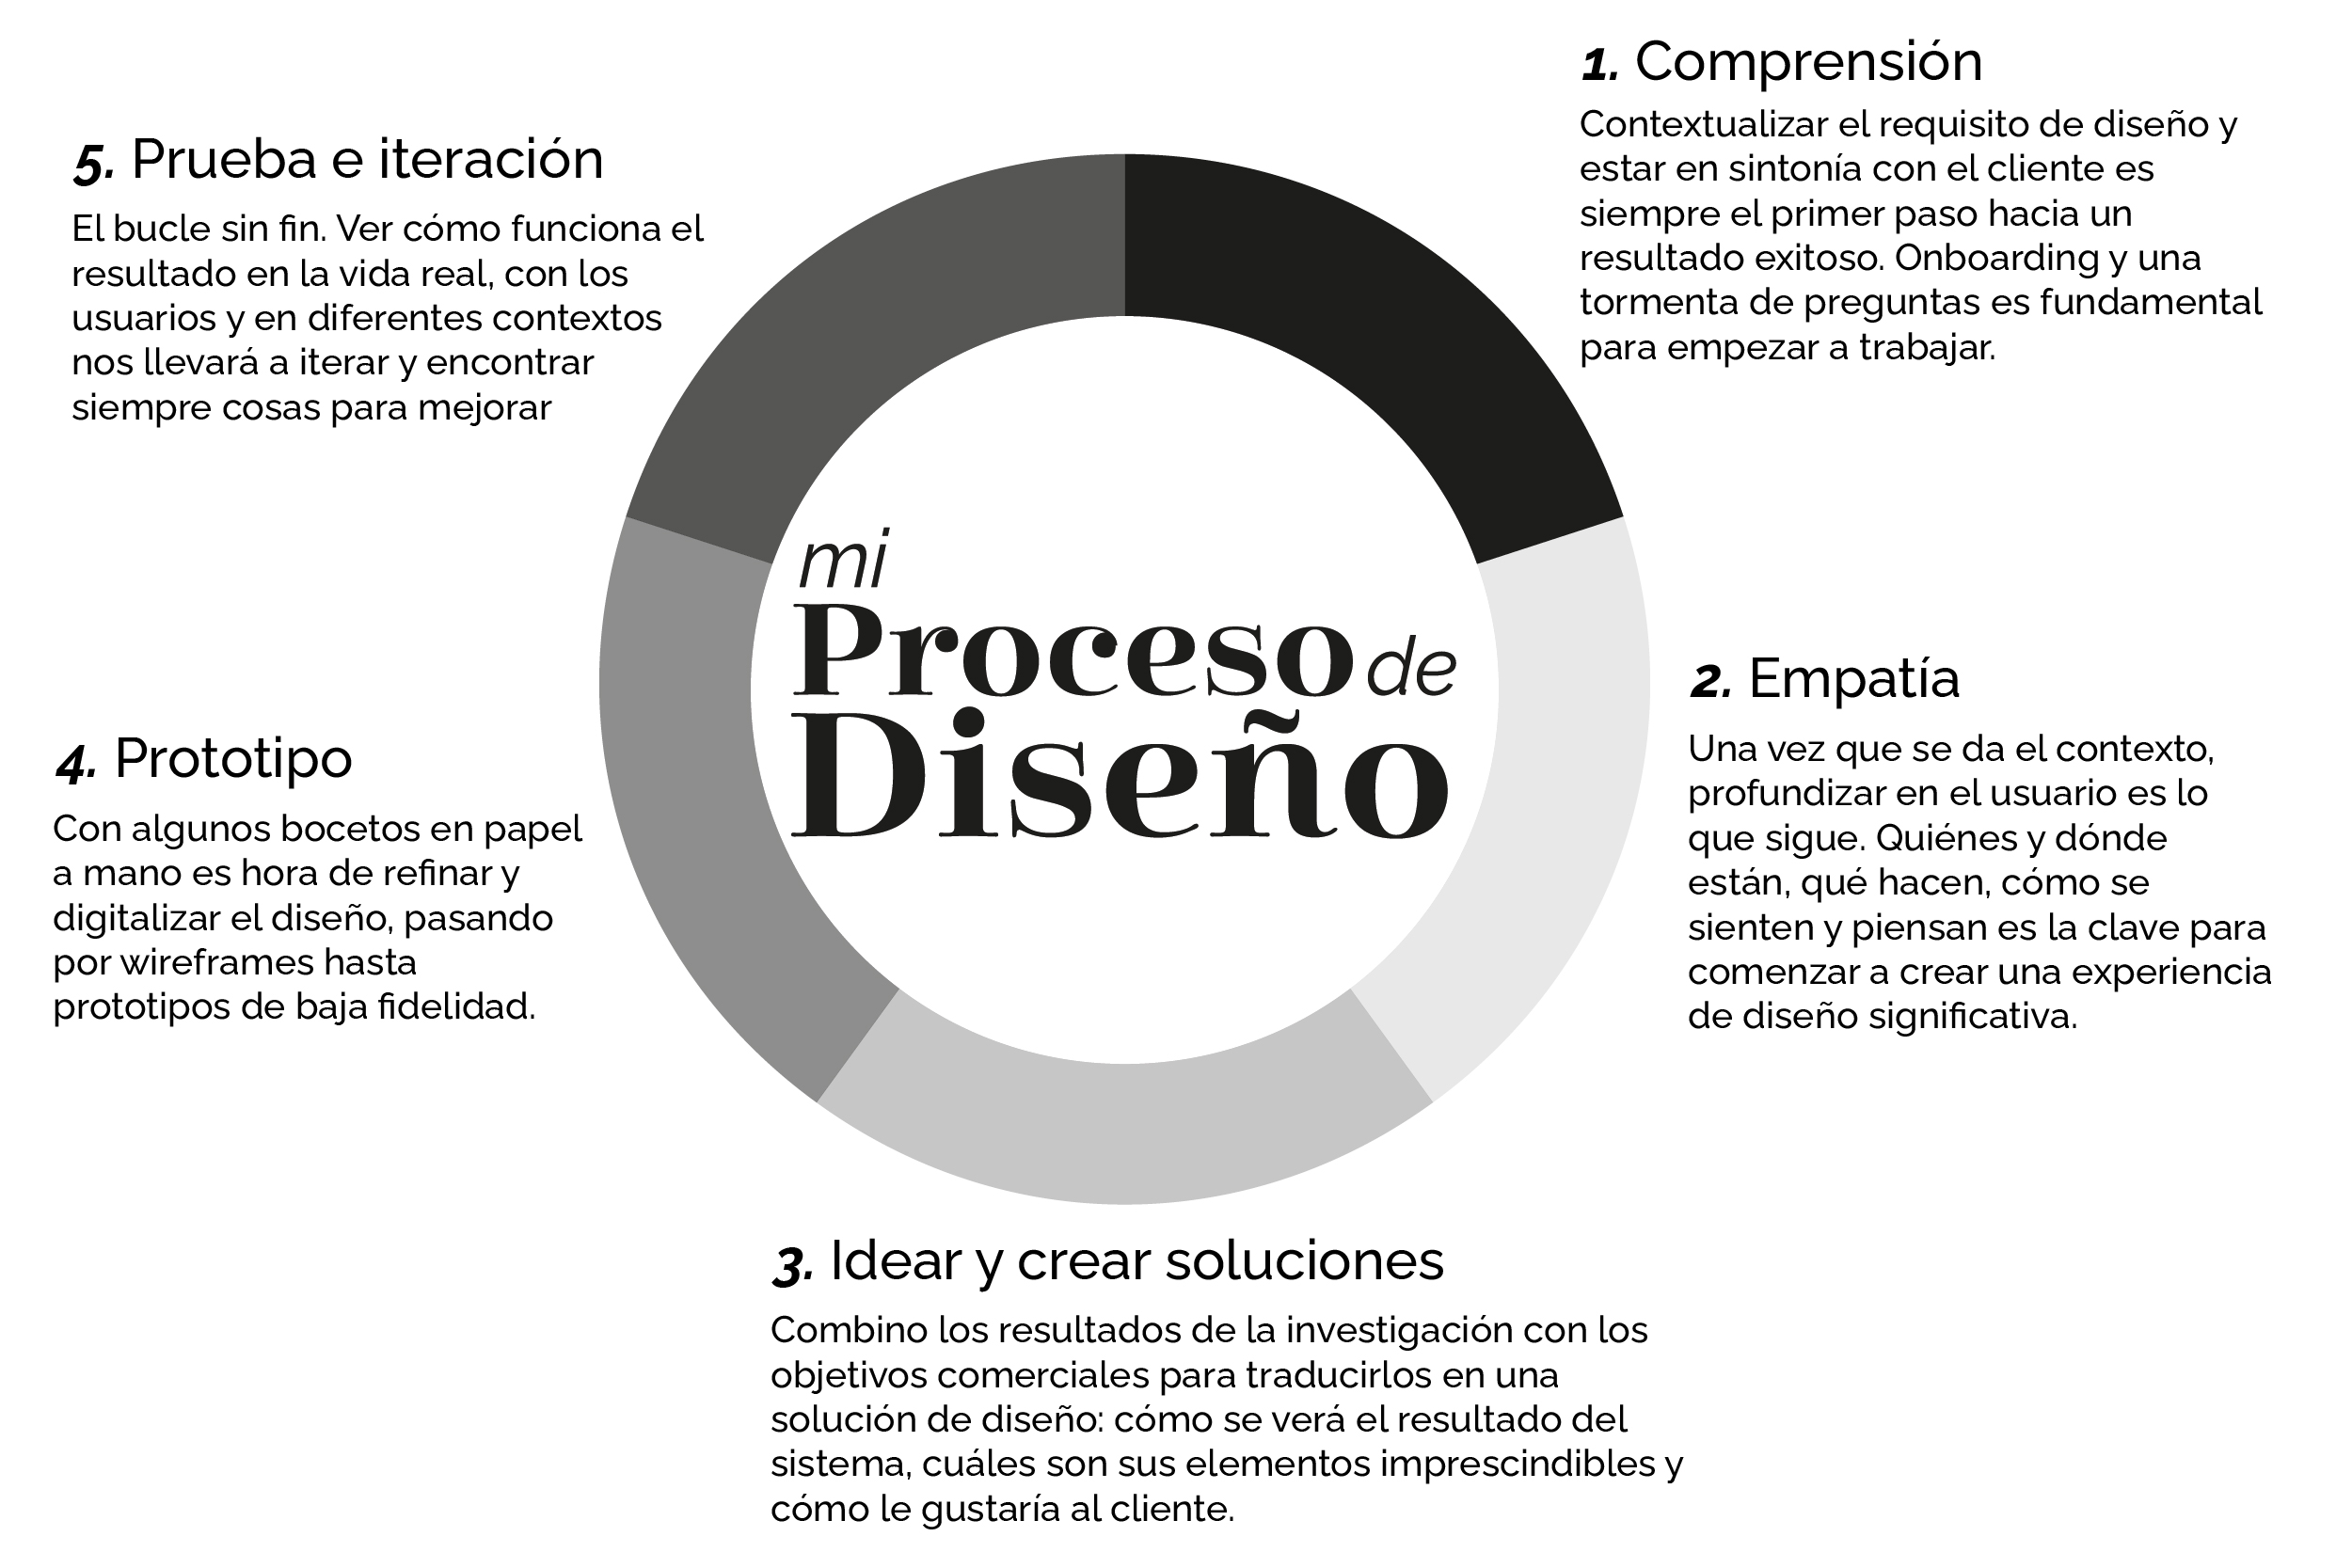 mi
Proceso de
Diseño
1. Comprensión
Contextualizar el requisito de diseño y
estar en sintonía con el cliente es
siempre el primer paso hacia un
resultado exitoso. Onboarding y una
tormenta de preguntas es fundamental
para empezar a trabajar.
2. Empatía
Una vez que se da el contexto,
profundizar en el usuario es lo
que sigue. Quiénes y dónde
están, qué hacen, cómo se
sienten y piensan es la clave para
comenzar a crear una experiencia
de diseño significativa.
3. Idear y crear soluciones
Combino los resultados de la investigación con los
objetivos comerciales para traducirlos en una
solución de diseño: cómo se verá el resultado del
sistema, cuáles son sus elementos imprescindibles y
cómo le gustaría al cliente.
4. Prototipo
Con algunos bocetos en papel
a mano es hora de refinar y
digitalizar el diseño, pasando
por wireframes hasta
prototipos de baja fidelidad.
5. Prueba e iteración
El bucle sin fin. Ver cómo funciona el
resultado en la vida real, con los
usuarios y en diferentes contextos
nos llevará a iterar y encontrar
siempre cosas para mejorar